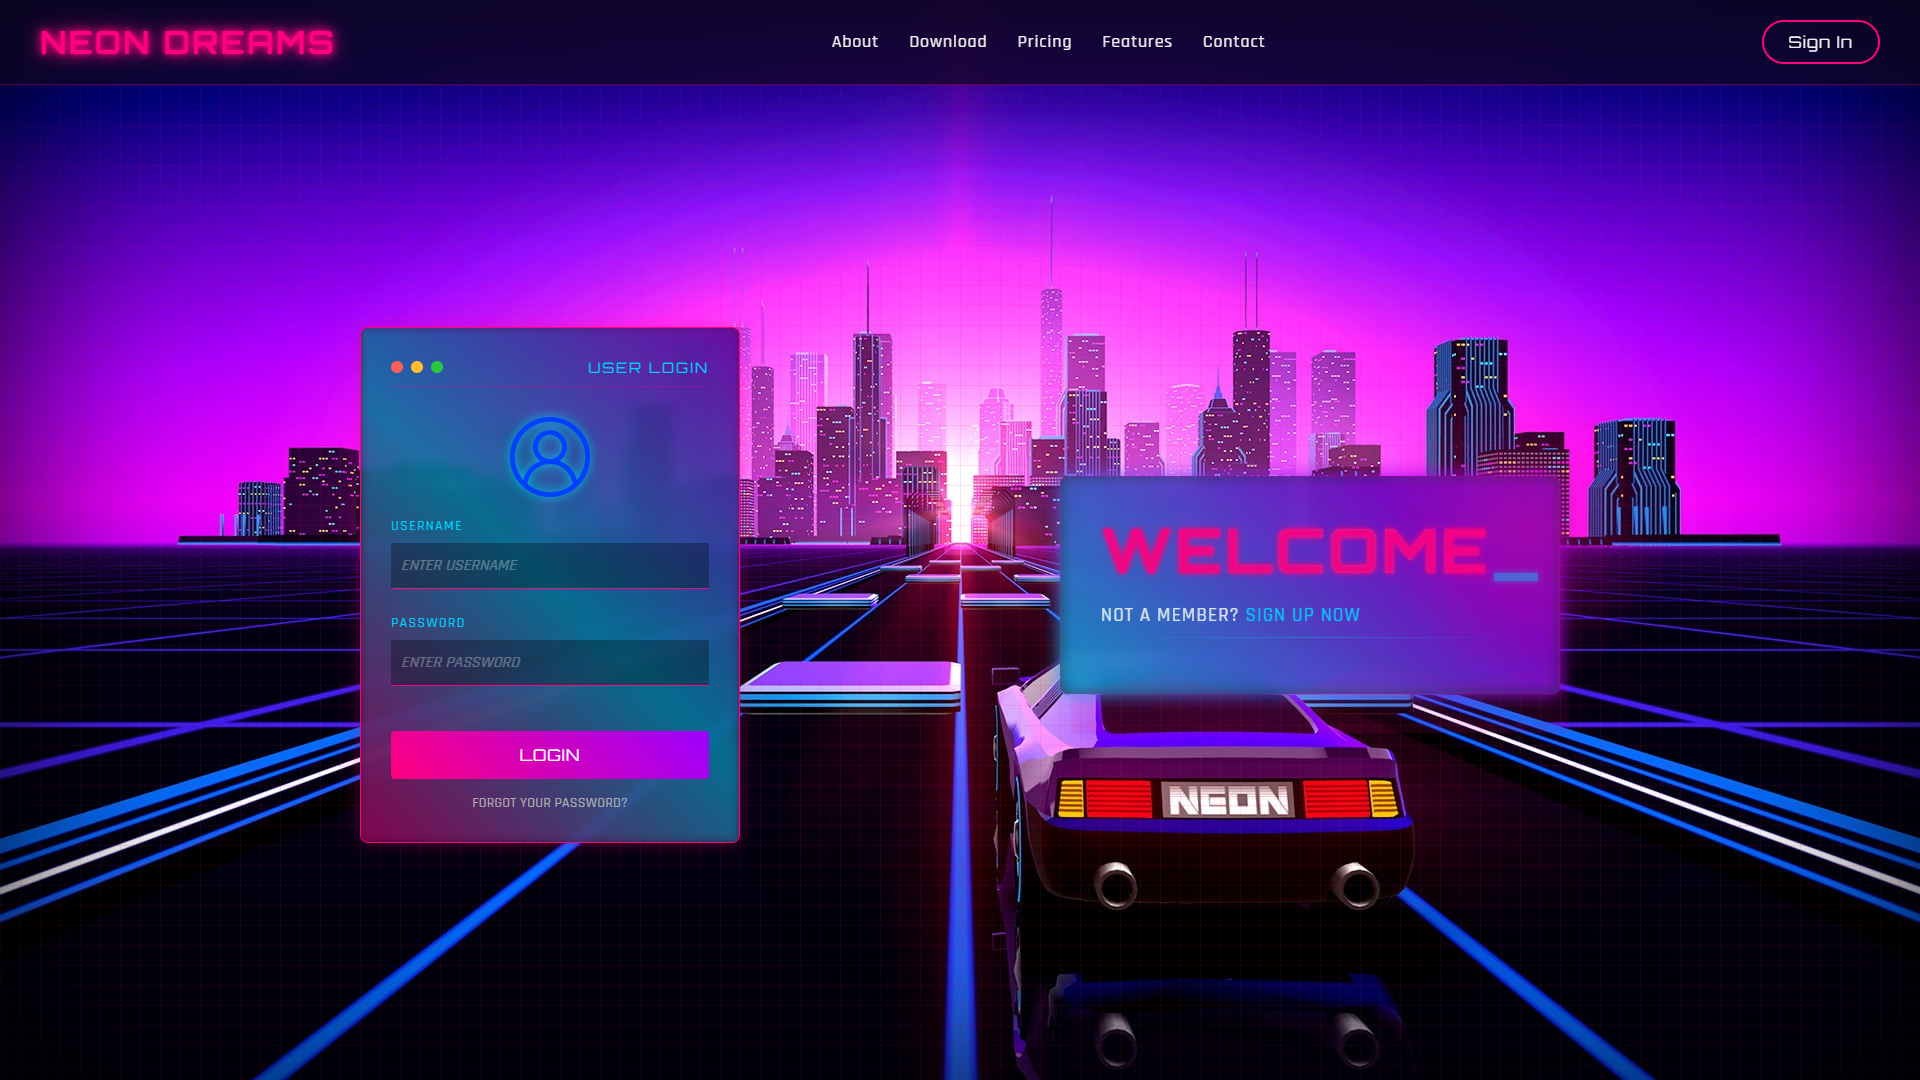 NEON DREAMS
About Download Pricing Features Contact
Sign In
USER LOGIN
USERNAME
ENTER USERNAME
PASSWORD
ENTER PASSWORD
LOGIN
FORGOT YOUR PASSWORD?
WELCOME_
NOT A MEMBER? SIGN UP NOW
NEON